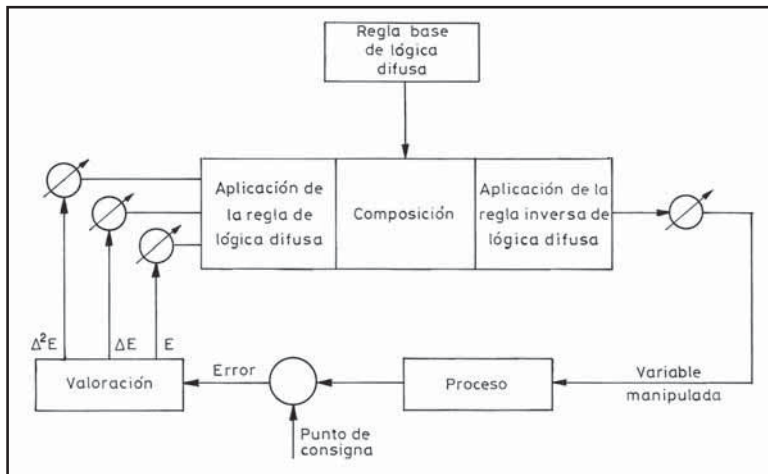 Regla base
de lógica
difusa
Aplicación de
la regla de
lógica difusa
Composición
Aplicación de la
regla inversa de
lógica difusa
Δ²E
ΔE
E
Valoración
Error
Punto de
consigna
Proceso
Variable
manipulada